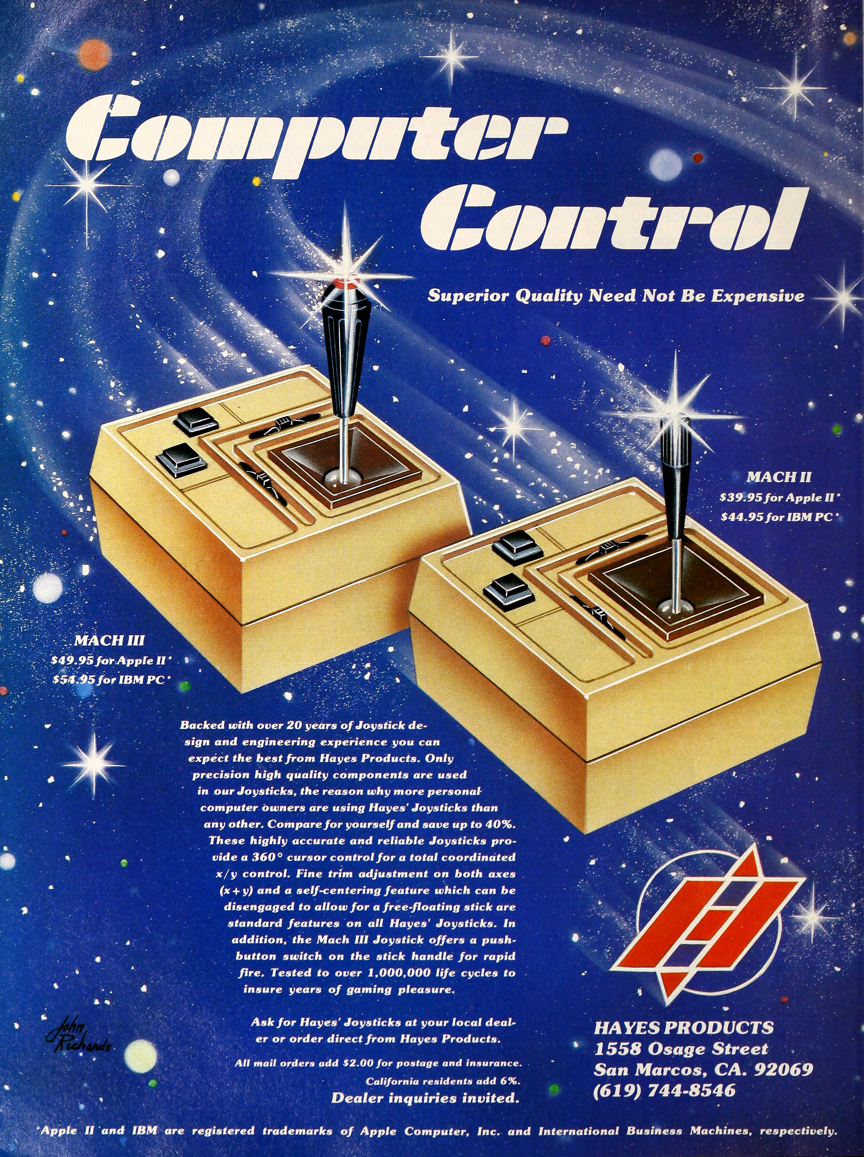 Computer
Control
Superior Quality Need Not Be Expensive
MACH II
$39.95 for Apple II*
$44.95 for IBM PC*
MACH III
$49.95 for Apple II*
$54.95 for IBM PC*
Backed with over 20 years of Joystick de-
sign and engineering experience you can
expect the best from Hayes Products. Only
precision high quality components are used
in our Joysticks, the reason why more personal
computer owners are using Hayes' Joysticks than
any other. Compare for yourself and save up to 40%.
These highly accurate and reliable Joysticks pro-
vide a 360° cursor control for a total coordinated
x/y control. Fine trim adjustment on both axes
(x+y) and a self-centering feature which can be
disengaged to allow for a free-floating stick are
standard features on all Hayes' Joysticks. In
addition, the Mach III Joystick offers a push-
button switch on the stick handle for rapid
fire. Tested to over 1,000,000 life cycles to
insure years of gaming pleasure.
Ask for Hayes' Joysticks at your local deal-
er or order direct from Hayes Products.
All mail orders add $2.00 for postage and insurance.
California residents add 6%.
Dealer inquiries invited.
John
Richards
HAYES PRODUCTS
1558 Osage Street
San Marcos, CA. 92069
(619) 744-8546
*Apple II and IBM are registered trademarks of Apple Computer, Inc. and International Business Machines, respectively.